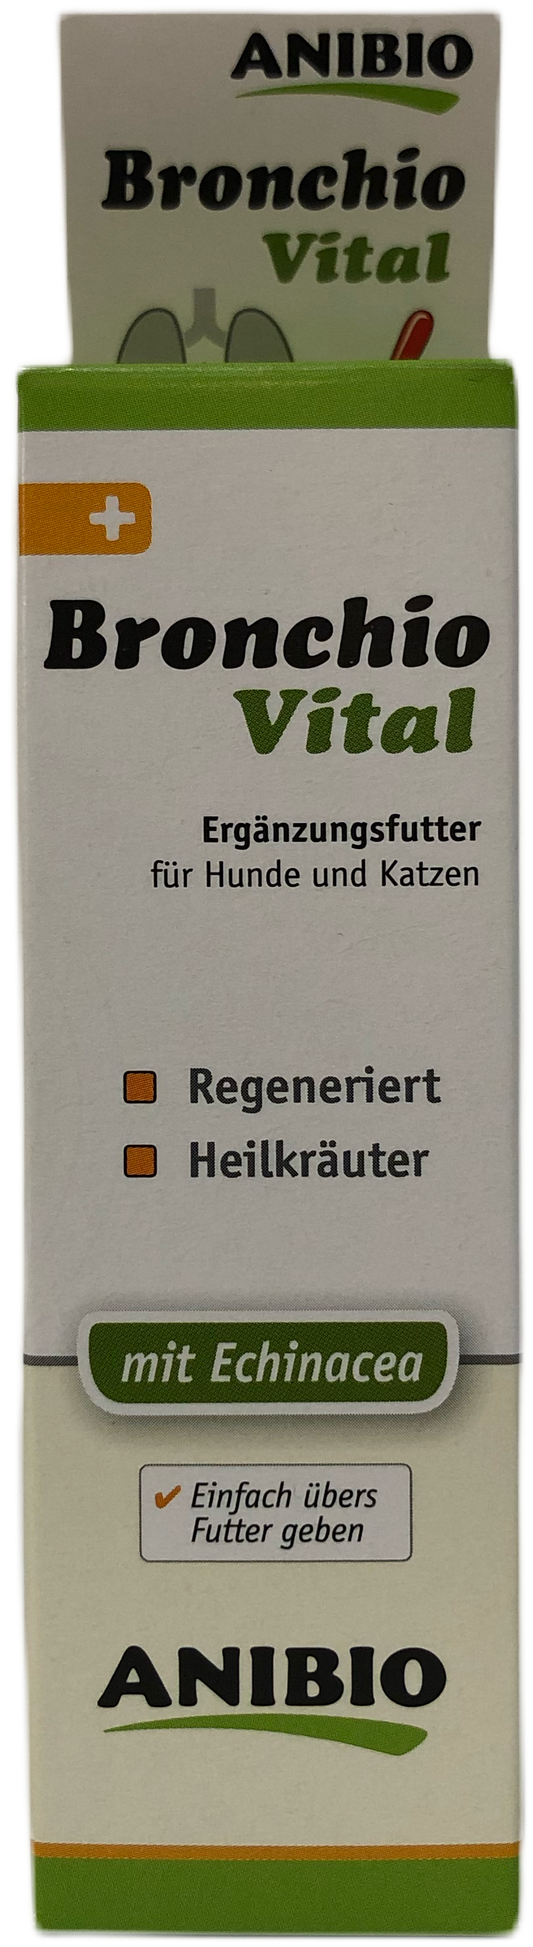 ANIBIO
Bronchio
Vital
Bronchio
Vital
Ergänzungsfutter
für Hunde und Katzen
Regeneriert
Heilkräuter
mit Echinacea
Einfach übers
Futter geben
ANIBIO